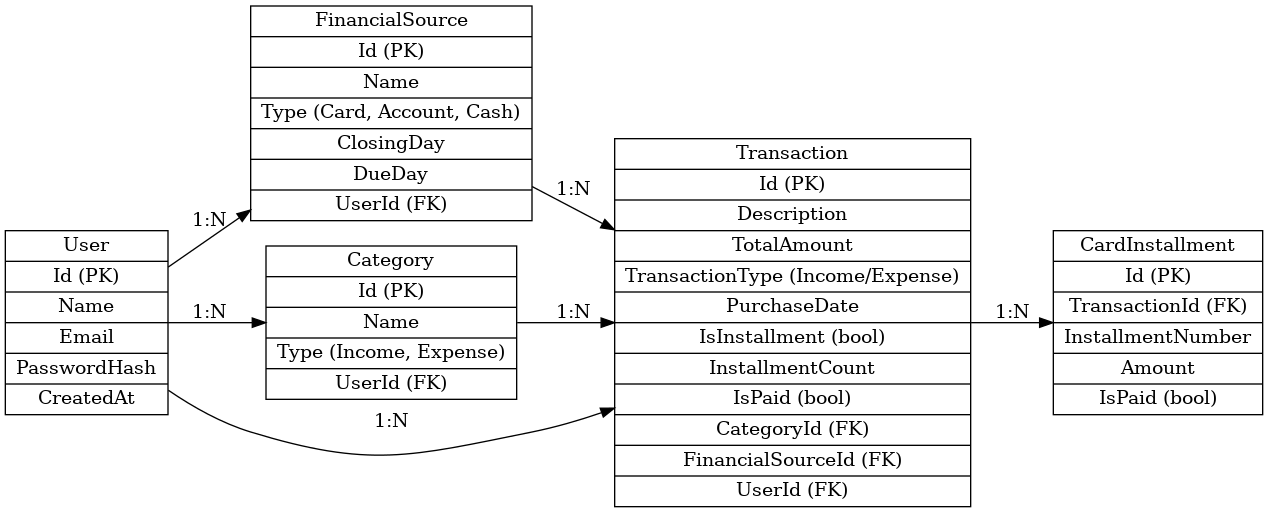 FinancialSource
Id (PK)
Name
Type (Card, Account, Cash)
ClosingDay
DueDay
UserId (FK)
User
Id (PK)
Name
Email
PasswordHash
CreatedAt
Category
Id (PK)
Name
Type (Income, Expense)
UserId (FK)
Transaction
Id (PK)
Description
TotalAmount
TransactionType (Income/Expense)
PurchaseDate
IsInstallment (bool)
InstallmentCount
IsPaid (bool)
CategoryId (FK)
FinancialSourceId (FK)
UserId (FK)
CardInstallment
Id (PK)
TransactionId (FK)
InstallmentNumber
Amount
IsPaid (bool)
1:N
1:N
1:N
1:N
1:N
1:N